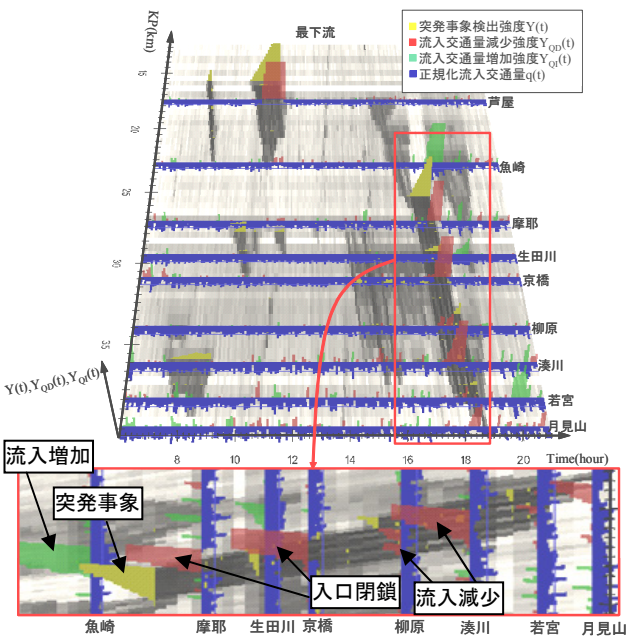 KP(km)
最下流
突発事象検出強度Y(t)
流入交通量減少強度Y_QD(t)
流入交通量増加強度Y_QI(t)
正規化流入交通量q(t)
15
芦屋
20
魚崎
25
摩耶
生田川
30
京橋
柳原
35
湊川
Y(t),Y_QD(t),Y_QI(t)
若宮
月見山
8 10 12 14 16 18 20 Time(hour)
流入増加
突発事象
入口閉鎖
流入減少
魚崎 摩耶 生田川 京橋 柳原 湊川 若宮 月見山